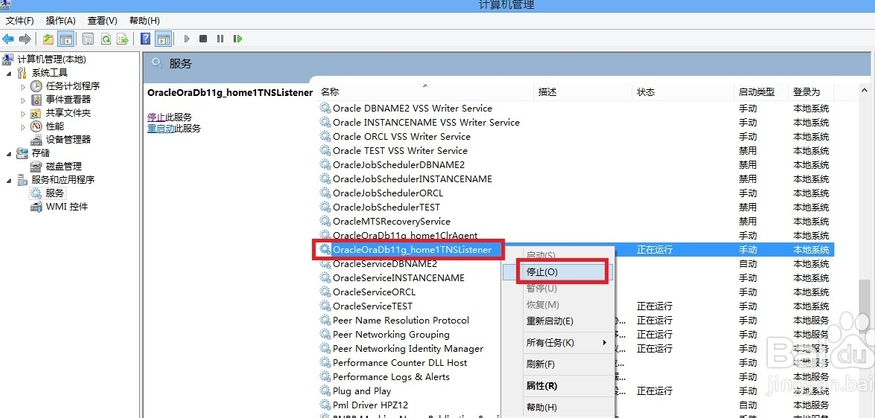 计算机管理
文件(F) 操作(A) 查看(V) 帮助(H)
计算机管理(本地)
系统工具
任务计划程序
事件查看器
共享文件夹
性能
设备管理器
存储
磁盘管理
服务和应用程序
服务
WMI 控件
服务
OracleOraDb11g_home1TNSListener
停止此服务
重启动此服务
名称 描述 状态 启动类型 登录为
Oracle DBNAME2 VSS Writer Service 手动 本地系统
Oracle INSTANCENAME VSS Writer Service 手动 本地系统
Oracle ORCL VSS Writer Service 手动 本地系统
Oracle TEST VSS Writer Service 禁用 本地系统
OracleJobSchedulerDBNAME2 禁用 本地系统
OracleJobSchedulerINSTANCENAME 禁用 本地系统
OracleJobSchedulerORCL 手动 本地系统
OracleJobSchedulerTEST 禁用 本地系统
OracleMTSRecoveryService 禁用 本地系统
OracleOraDb11g_home1ClrAgent 手动 本地系统
OracleOraDb11g_home1TNSListener 正在运行 手动 本地系统
OracleServiceDBNAME2 自动 本地系统
OracleServiceINSTANCENAME 手动 本地系统
OracleServiceORCL 手动 本地系统
OracleServiceTEST 正在运行 手动 本地系统
Peer Name Resolution Protocol 正在运行 手动 本地服务
Peer Networking Grouping 正在运行 手动 本地服务
Peer Networking Identity Manager 正在运行 手动 本地服务
Performance Counter DLL Host 手动 本地服务
Performance Logs & Alerts 手动 本地服务
Plug and Play 正在运行 手动 本地系统
Pml Driver HPZ12 自动 本地服务
启动(S)
停止(O)
暂停(U)
恢复(M)
重新启动(E)
所有任务(K)
刷新(F)
属性(R)
帮助(H)
Baidu
jingyan.bai